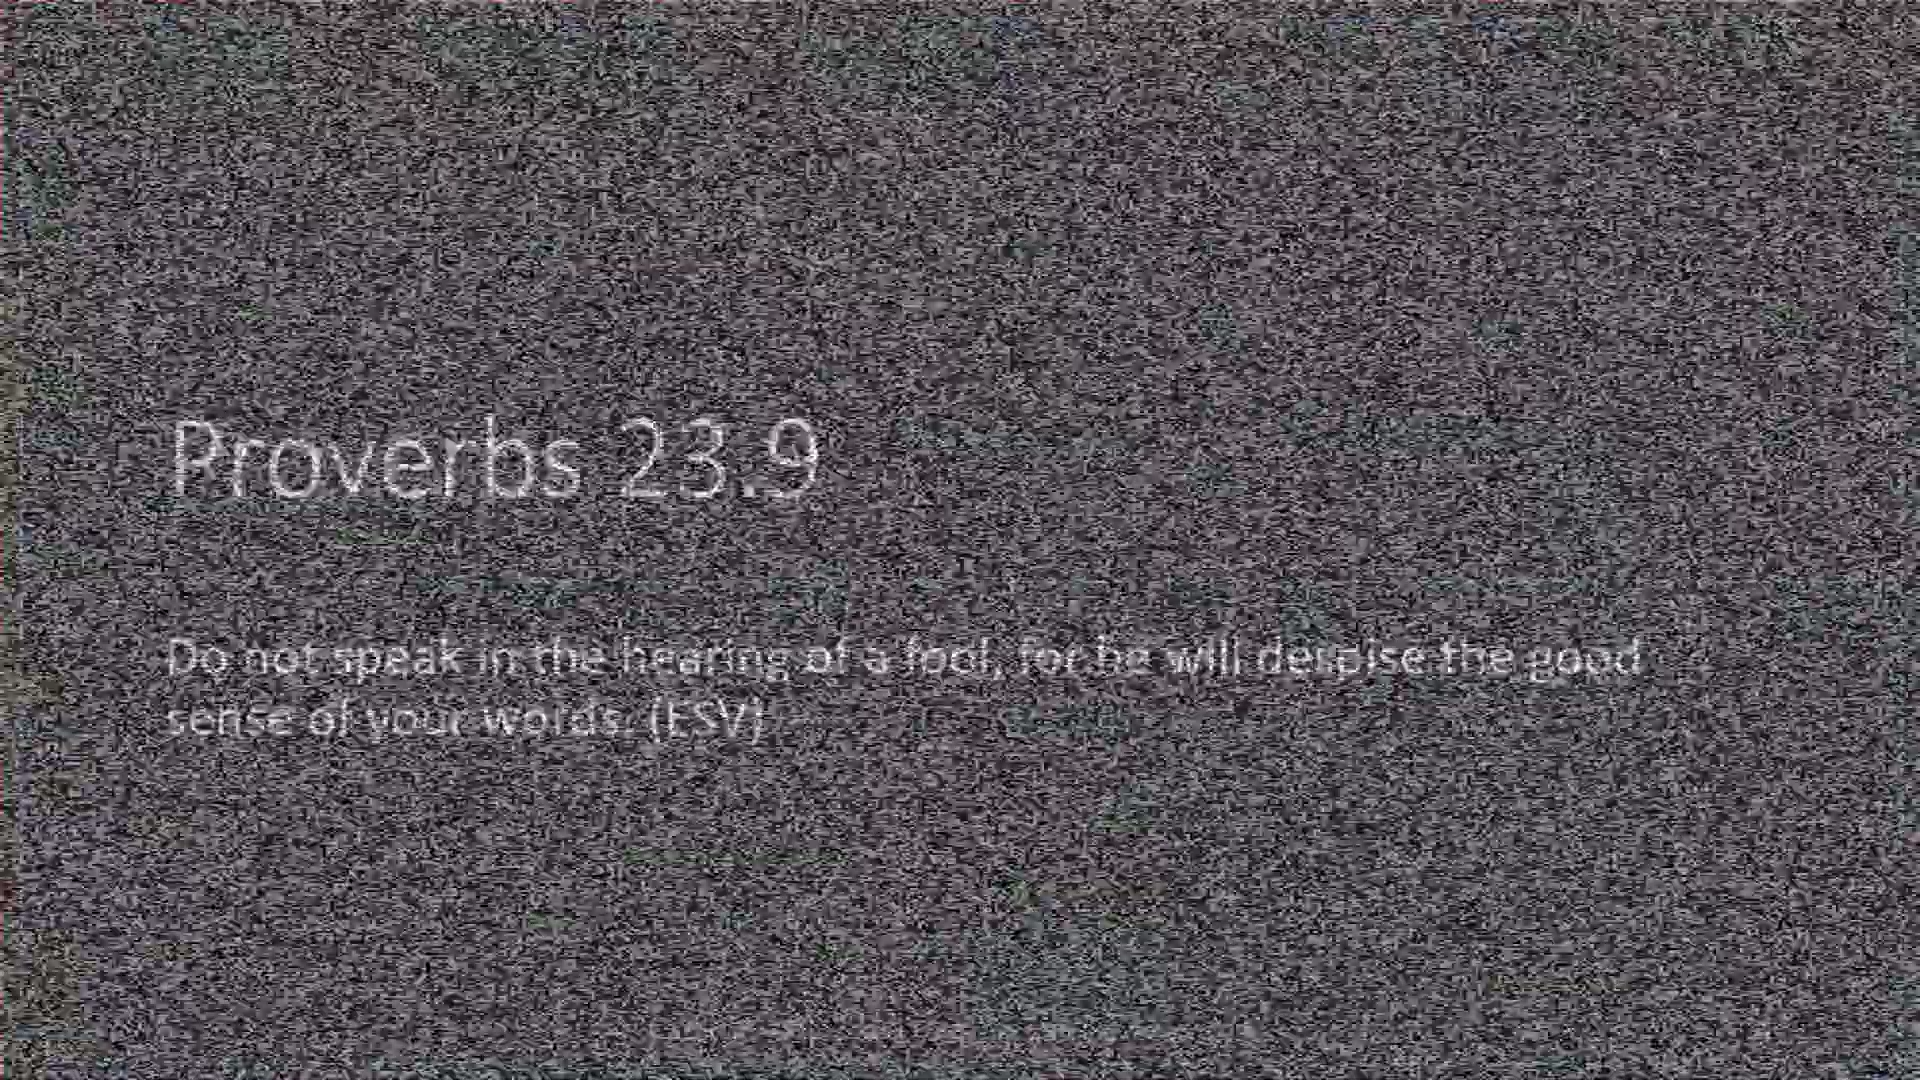 Proverbs 23.9
Do not speak in the hearing of a fool, for he will despise the good
sense of your words. (ESV)